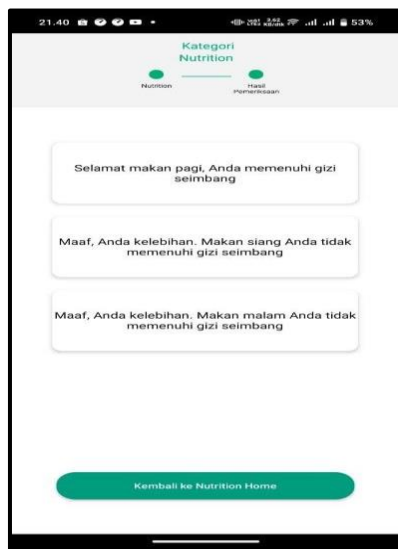 21.40
53%
Kategori
Nutrition
Nutrition
Hasil
Pemeriksaan
Selamat makan pagi, Anda memenuhi gizi
seimbang
Maaf, Anda kelebihan. Makan siang Anda tidak
memenuhi gizi seimbang
Maaf, Anda kelebihan. Makan malam Anda tidak
memenuhi gizi seimbang
Kembali ke Nutrition Home